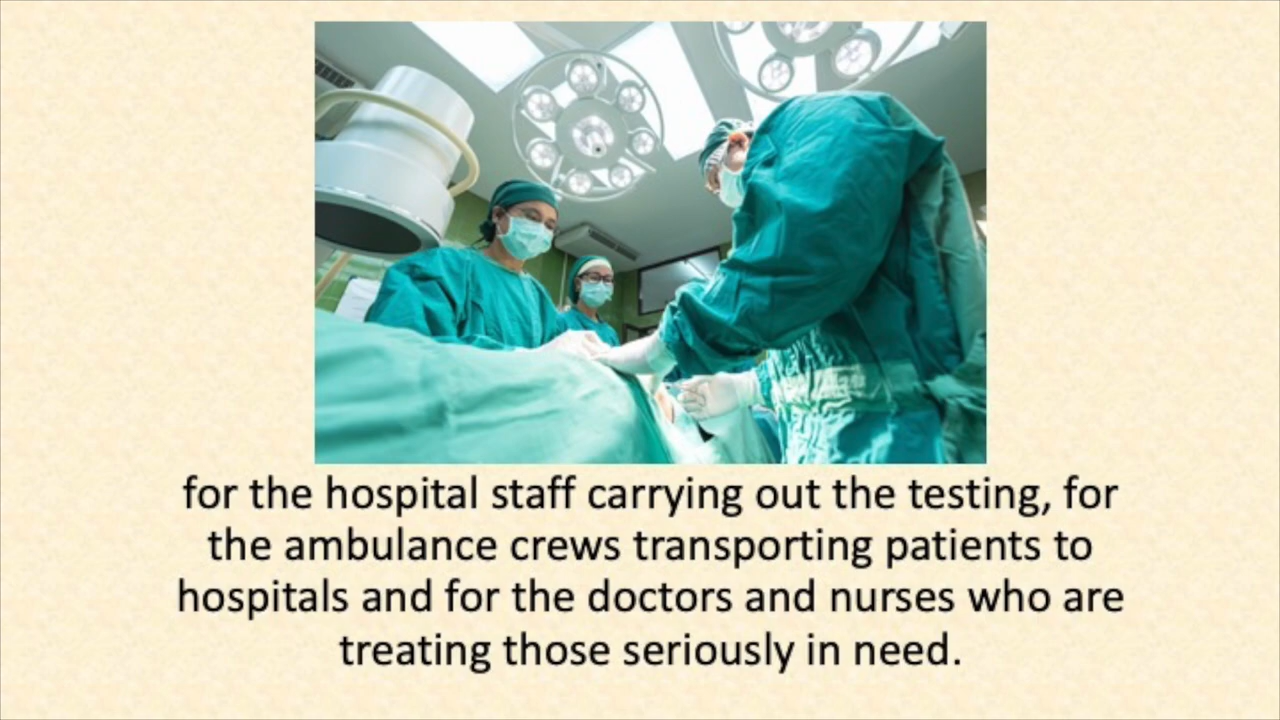 for the hospital staff carrying out the testing, for
the ambulance crews transporting patients to
hospitals and for the doctors and nurses who are
treating those seriously in need.